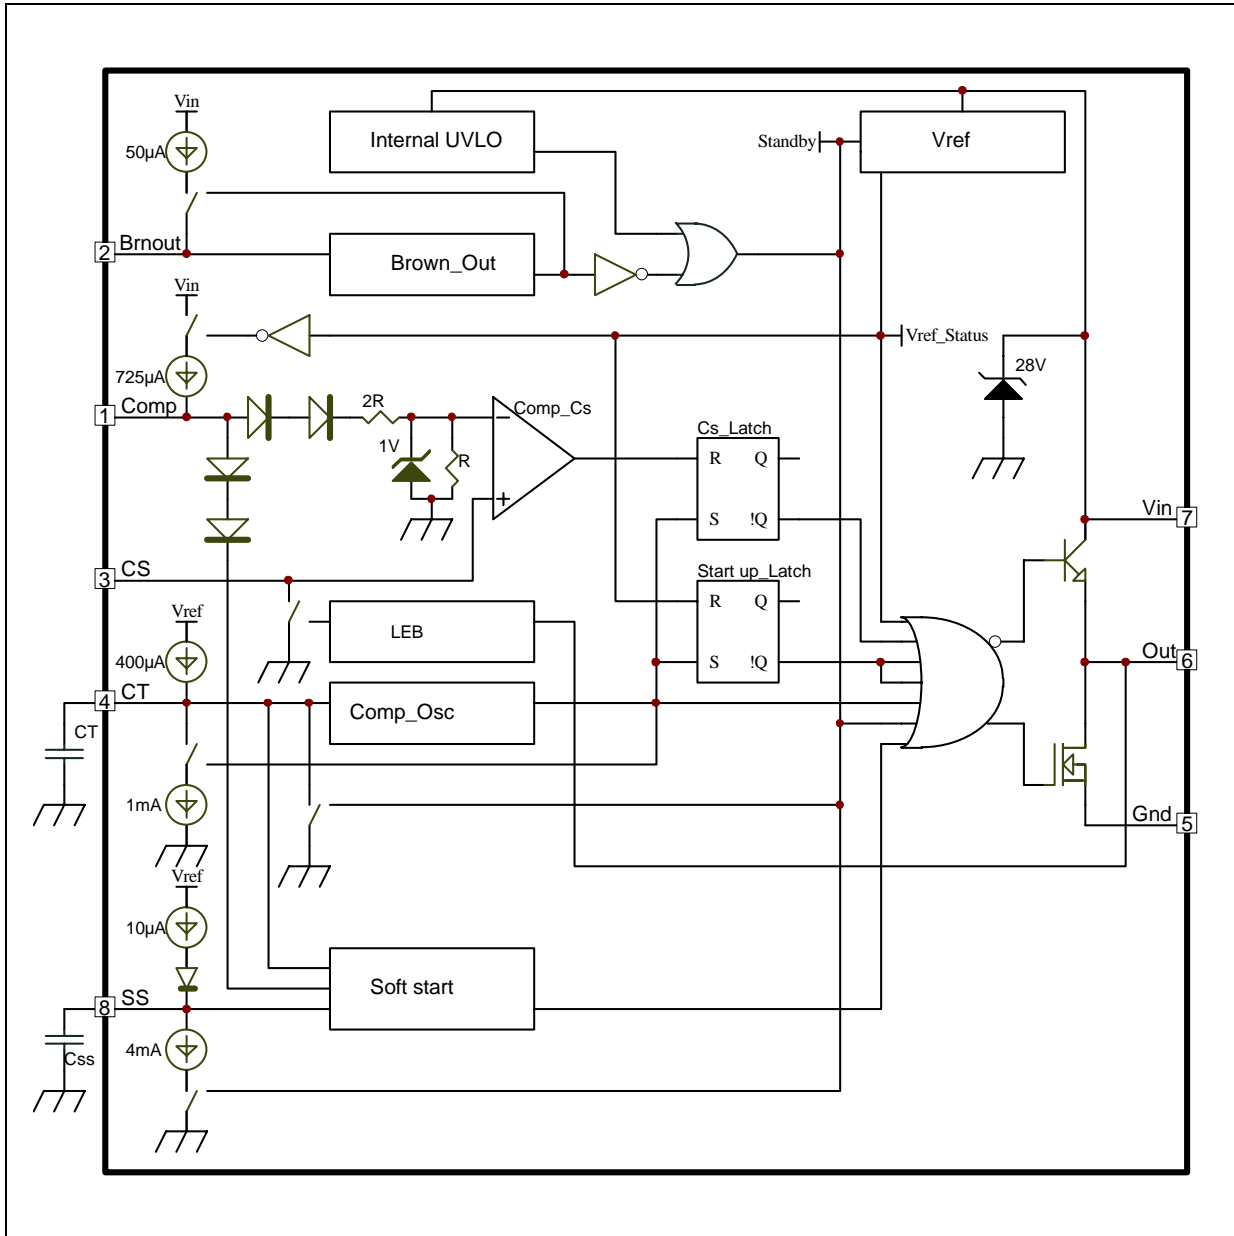 Vin
50µA
Internal UVLO
Standby
Vref
2
Brnout
Brown_Out
Vin
Vref_Status
28V
725µA
1
Comp
2R
Comp_Cs
1V
R
Cs_Latch
R Q
S !Q
Vin
7
3
CS
Start up_Latch
R Q
S !Q
Vref
LEB
400µA
Out
6
4
CT
CT
Comp_Osc
1mA
Gnd
5
Vref
10µA
8
SS
Soft start
Css
4mA